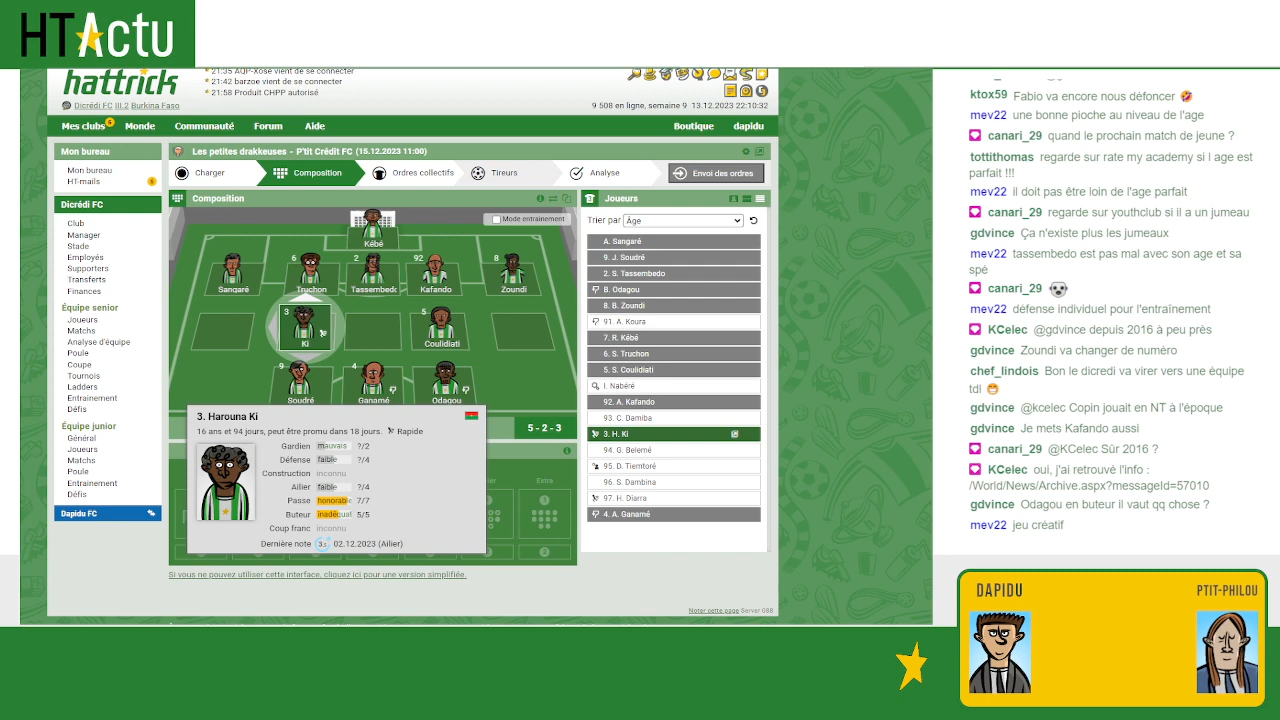 HTActu
hattrick
21:35 AQP-Xose vient de se connecter
21:42 barzoe vient de se connecter
21:58 Produit CHPP autorisé
Dicrédi FC III.2 Burkina Faso
9 508 en ligne, semaine 9 13.12.2023 22:10:32
Mes clubs 6 Monde Communauté Forum Aide Boutique dapidu
Mon bureau
Mon bureau
HT-mails 6
Dicrédi FC
Club
Manager
Stade
Employés
Supporters
Transferts
Finances
Équipe senior
Joueurs
Matchs
Analyse d'équipe
Poule
Coupe
Tournois
Ladders
Entrainement
Défis
Équipe junior
Général
Joueurs
Matchs
Poule
Entrainement
Défis
Dapidu FC
Les petites drakkeuses - P'tit Crédit FC (15.12.2023 11:00)
Charger Composition Ordres collectifs Tireurs Analyse Envoi des ordres
Composition
Mode entrainement
Kébé
Sangaré
6 Truchon
2 Tassembedo
92 Kafando
8 Zoundi
3 Ki
5 Coulidiati
9 Soudré
4 Ganamé
Odagou
5 - 2 - 3
3. Harouna Ki
16 ans et 94 jours, peut être promu dans 18 jours. Rapide
Gardien mauvais ?/2
Défense faible ?/4
Construction inconnu
Ailier faible ?/4
Passe honorable 7/7
Buteur inadéquat 5/5
Coup franc inconnu
Dernière note 02.12.2023 (Ailier)
Extra
Si vous ne pouvez utiliser cette interface, cliquez ici pour une version simplifiée.
Joueurs
Trier par Âge
A. Sangaré
9. J. Soudré
2. S. Tassembedo
B. Odagou
8. B. Zoundi
91. A. Koura
7. R. Kébé
6. S. Truchon
5. S. Coulidiati
I. Nabéré
92. A. Kafando
93. C. Damiba
3. H. Ki
94. G. Belemé
95. D. Tiemtoré
96. S. Dambina
97. H. Diarra
4. A. Ganamé
Noter cette page Server 088
ktox59 Fabio va encore nous défoncer 🤣
mev22 une bonne pioche au niveau de l'age
canari_29 quand le prochain match de jeune ?
tottithomas regarde sur rate my academy si l age est
parfait !!!
mev22 il doit pas être loin de l'age parfait
canari_29 regarde sur youthclub si il a un jumeau
gdvince Ça n'existe plus les jumeaux
mev22 tassembedo est pas mal avec son age et sa
spé
canari_29
mev22 défense individuel pour l'entraînement
KCelec @gdvince depuis 2016 à peu près
gdvince Zoundi va changer de numéro
chef_lindois Bon le dicredi va virer vers une équipe
tdl 😁
gdvince @kcelec Copin jouait en NT à l'époque
gdvince Je mets Kafando aussi
canari_29 @KCelec Sûr 2016 ?
KCelec oui, j'ai retrouvé l'info :
/World/News/Archive.aspx?messageId=57010
gdvince Odagou en buteur il vaut qq chose ?
mev22 jeu créatif
DAPIDU PTIT-PHILOU